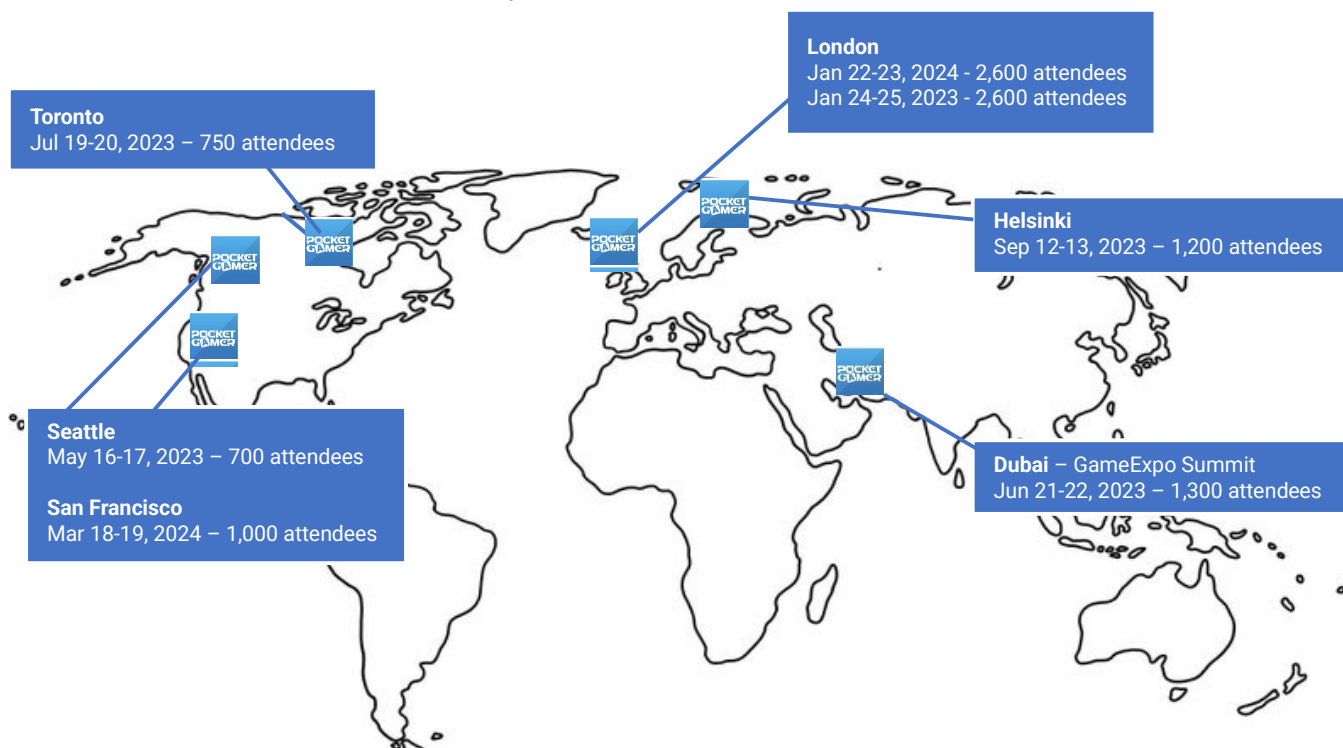 London
Jan 22-23, 2024 - 2,600 attendees
Jan 24-25, 2023 - 2,600 attendees
Toronto
Jul 19-20, 2023 – 750 attendees
POCKET
GAMER
POCKET
GAMER
POCKET
GAMER
POCKET
GAMER
Helsinki
Sep 12-13, 2023 – 1,200 attendees
POCKET
GAMER
POCKET
GAMER
Seattle
May 16-17, 2023 – 700 attendees
San Francisco
Mar 18-19, 2024 – 1,000 attendees
Dubai – GameExpo Summit
Jun 21-22, 2023 – 1,300 attendees